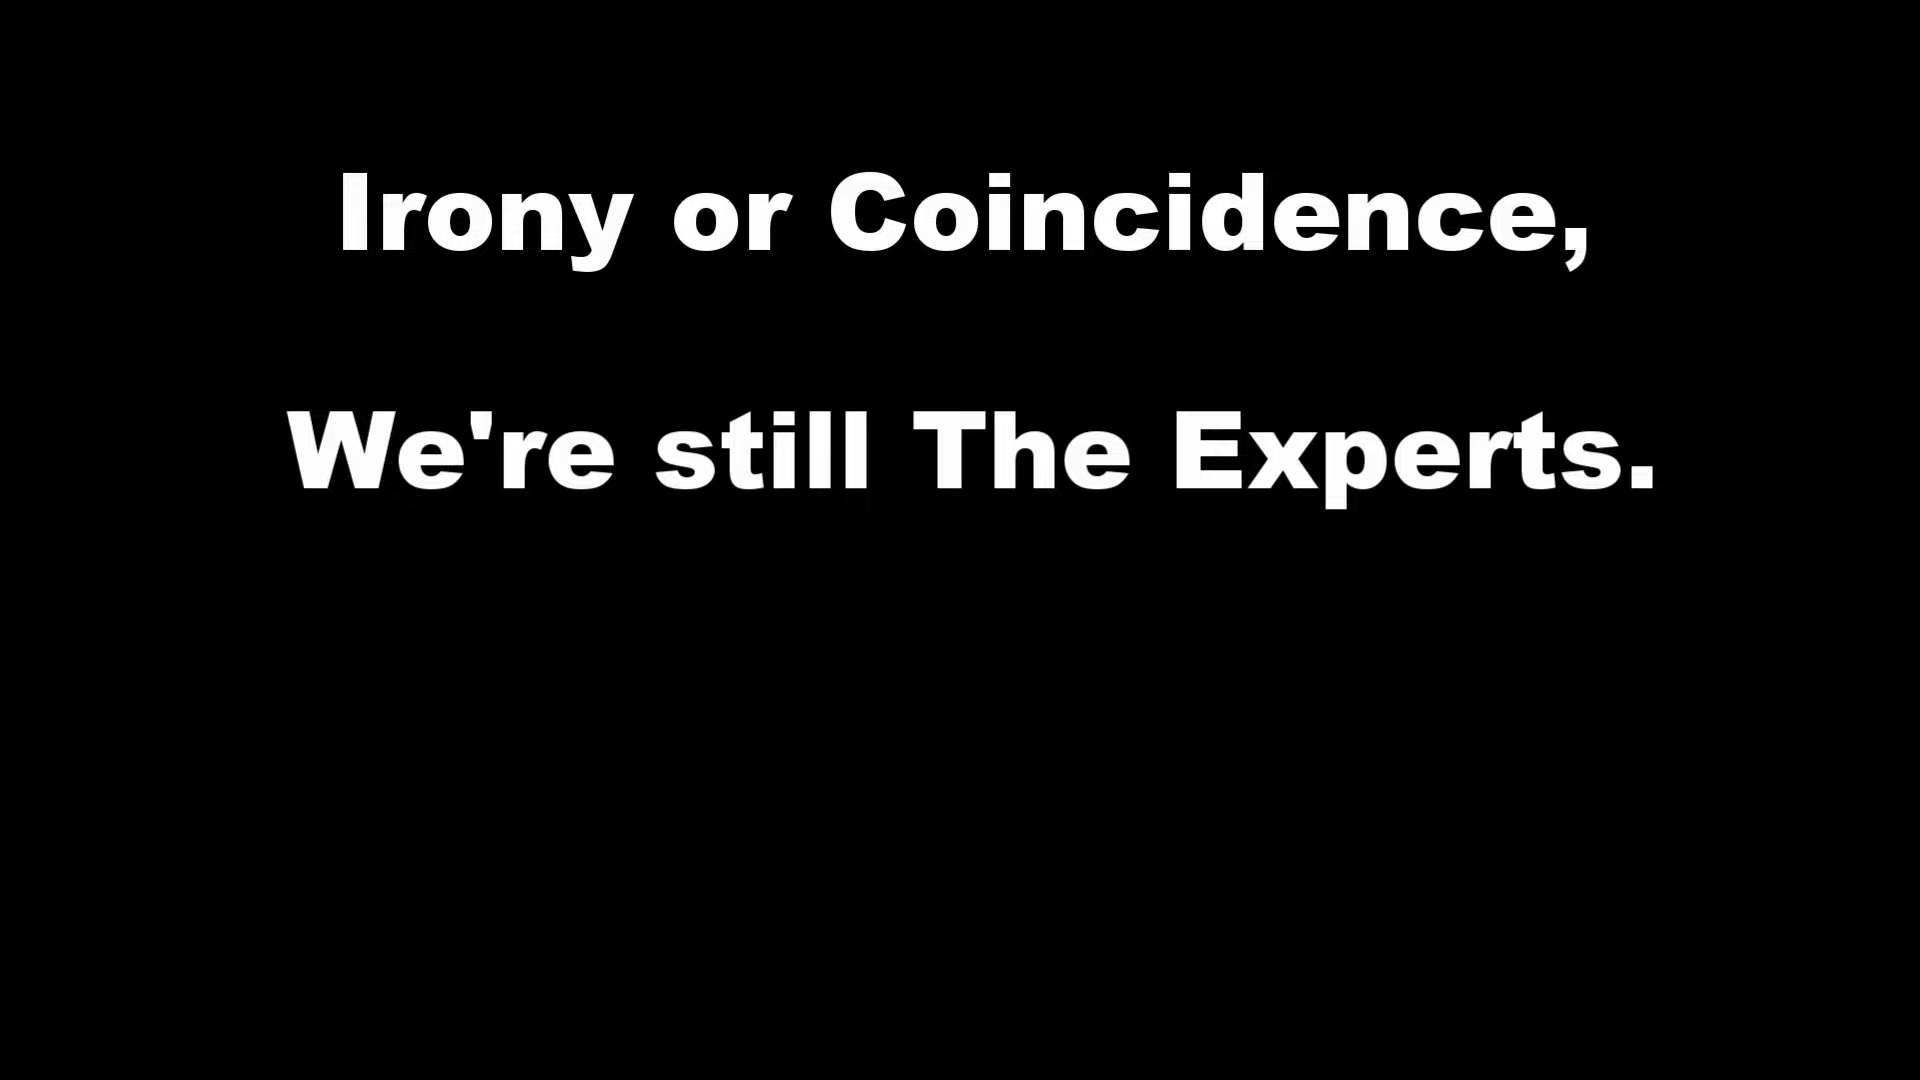 Irony or Coincidence,
We're still The Experts.